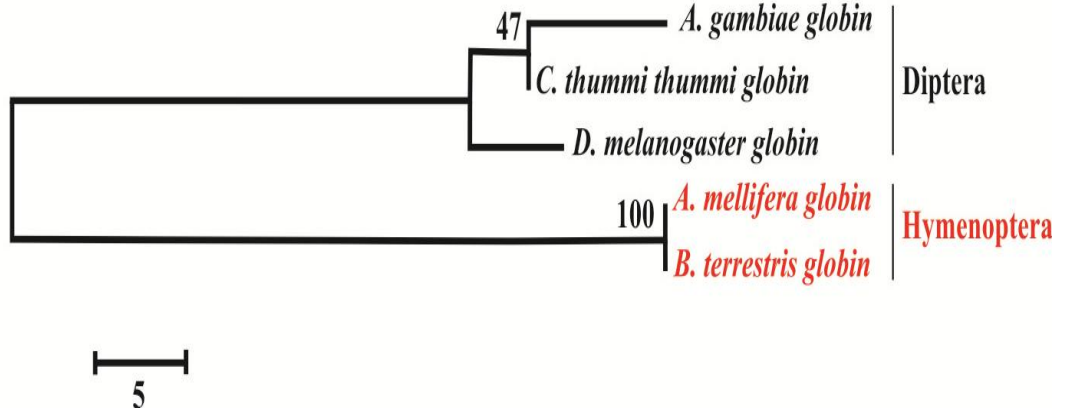 47
A. gambiae globin
C. thummi thummi globin
Diptera
D. melanogaster globin
100
A. mellifera globin
Hymenoptera
B. terrestris globin
5